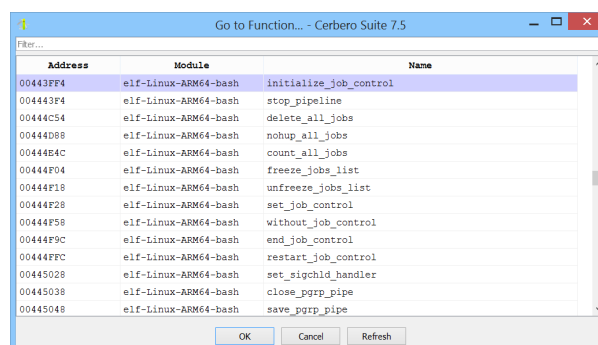 Go to Function... - Cerbero Suite 7.5
Filter...
Address Module Name
00443FF4 elf-Linux-ARM64-bash initialize_job_control
004443F4 elf-Linux-ARM64-bash stop_pipeline
00444C54 elf-Linux-ARM64-bash delete_all_jobs
00444D88 elf-Linux-ARM64-bash nohup_all_jobs
00444E4C elf-Linux-ARM64-bash count_all_jobs
00444F04 elf-Linux-ARM64-bash freeze_jobs_list
00444F18 elf-Linux-ARM64-bash unfreeze_jobs_list
00444F28 elf-Linux-ARM64-bash set_job_control
00444F58 elf-Linux-ARM64-bash without_job_control
00444F9C elf-Linux-ARM64-bash end_job_control
00444FFC elf-Linux-ARM64-bash restart_job_control
00445028 elf-Linux-ARM64-bash set_sigchld_handler
00445038 elf-Linux-ARM64-bash close_pgrp_pipe
00445048 elf-Linux-ARM64-bash save_pgrp_pipe
OK Cancel Refresh